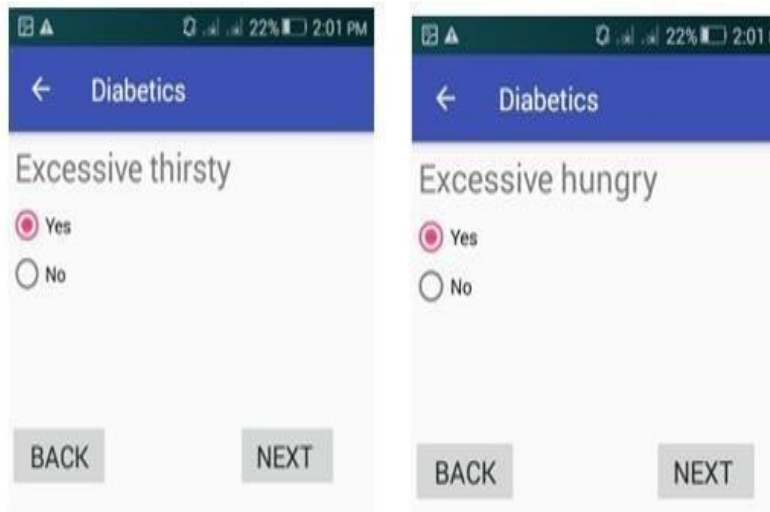 22% 2:01 PM
Diabetics
Excessive thirsty
Yes
No
BACK NEXT
22% 2:01
Diabetics
Excessive hungry
Yes
No
BACK NEXT